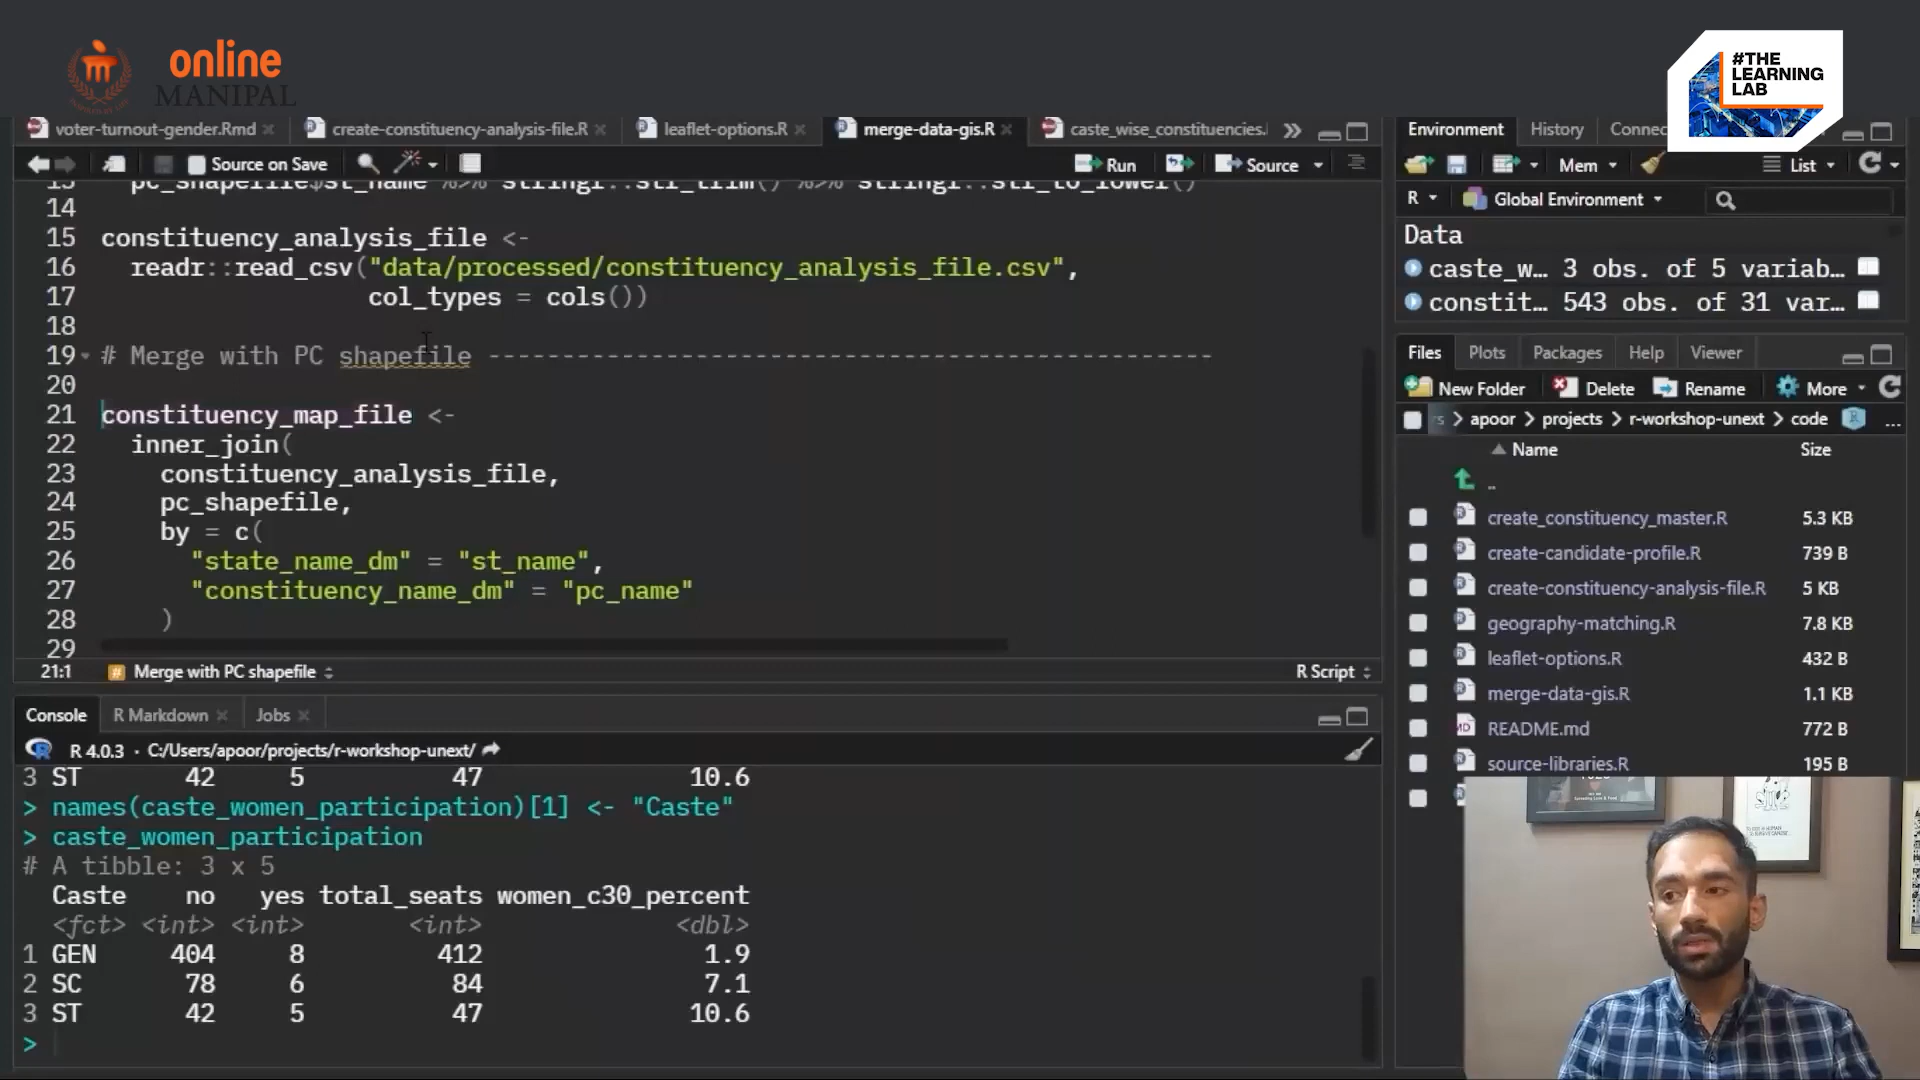 online
MANIPAL
#THE
LEARNING
LAB
voter-turnout-gender.Rmd
create-constituency-analysis-file.R
leaflet-options.R
merge-data-gis.R
caste_wise_constituencies.
Source on Save
Run
Source
13 pc_shapefile$st_name %>% stringr::str_trim() %>% stringr::str_to_lower()
14
15 constituency_analysis_file <-
16 readr::read_csv("data/processed/constituency_analysis_file.csv",
17 col_types = cols())
18
19 # Merge with PC shapefile -------------------------------------------------
20
21 constituency_map_file <-
22 inner_join(
23 constituency_analysis_file,
24 pc_shapefile,
25 by = c(
26 "state_name_dm" = "st_name",
27 "constituency_name_dm" = "pc_name"
28 )
29
21:1 # Merge with PC shapefile
R Script
Console
R Markdown
Jobs
R 4.0.3 · C:/Users/apoor/projects/r-workshop-unext/
3 ST 42 5 47 10.6
> names(caste_women_participation)[1] <- "Caste"
> caste_women_participation
# A tibble: 3 x 5
Caste no yes total_seats women_c30_percent
<fct> <int> <int> <int> <dbl>
1 GEN 404 8 412 1.9
2 SC 78 6 84 7.1
3 ST 42 5 47 10.6
>
Environment
History
Connec
Mem
List
R
Global Environment
Data
caste_w… 3 obs. of 5 variab…
constit… 543 obs. of 31 var…
Files
Plots
Packages
Help
Viewer
New Folder
Delete
Rename
More
rs > apoor > projects > r-workshop-unext > code
...
Name
Size
..
create_constituency_master.R 5.3 KB
create-candidate-profile.R 739 B
create-constituency-analysis-file.R 5 KB
geography-matching.R 7.8 KB
leaflet-options.R 432 B
merge-data-gis.R 1.1 KB
README.md 772 B
source-libraries.R 195 B